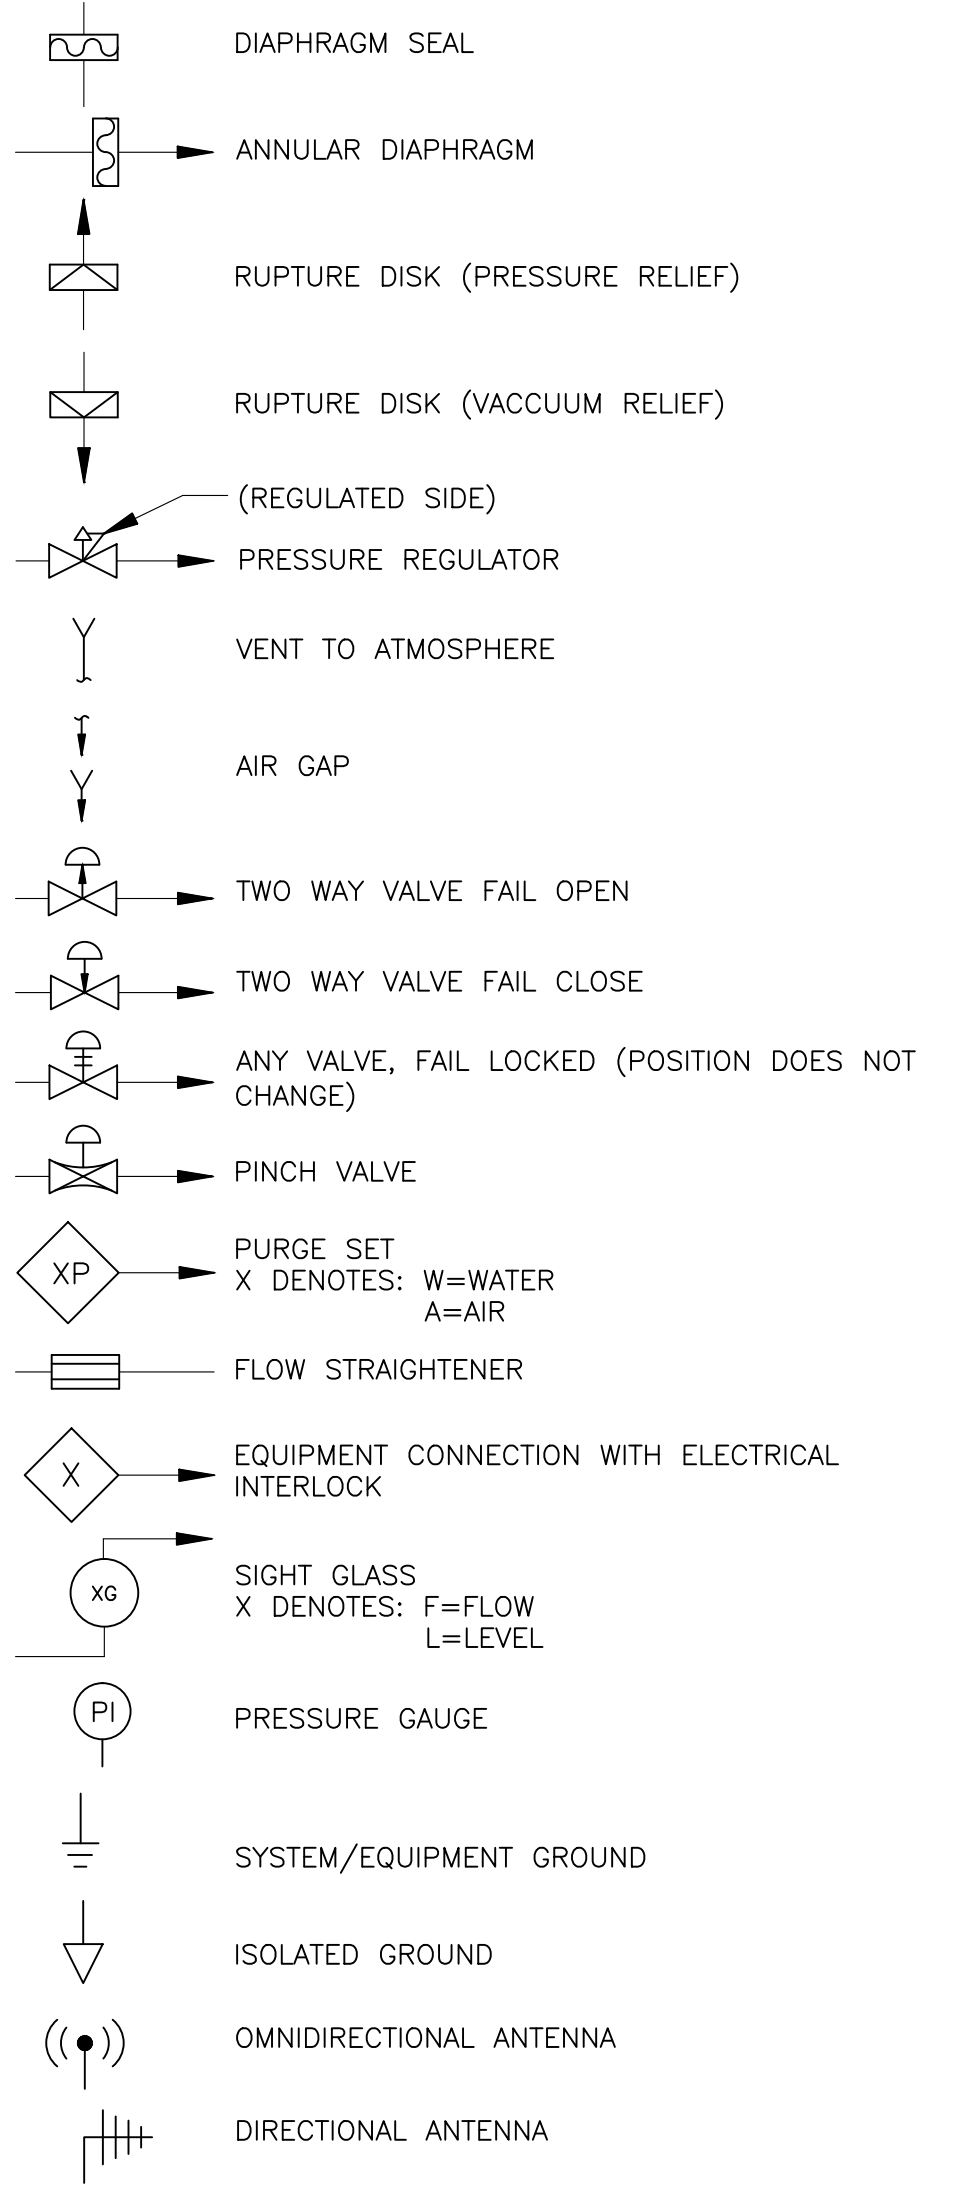 DIAPHRAGM SEAL
ANNULAR DIAPHRAGM
RUPTURE DISK (PRESSURE RELIEF)
RUPTURE DISK (VACCUUM RELIEF)
(REGULATED SIDE)
PRESSURE REGULATOR
VENT TO ATMOSPHERE
AIR GAP
TWO WAY VALVE FAIL OPEN
TWO WAY VALVE FAIL CLOSE
ANY VALVE, FAIL LOCKED (POSITION DOES NOT
CHANGE)
PINCH VALVE
XP
PURGE SET
X DENOTES: W=WATER
A=AIR
FLOW STRAIGHTENER
X
EQUIPMENT CONNECTION WITH ELECTRICAL
INTERLOCK
XG
SIGHT GLASS
X DENOTES: F=FLOW
L=LEVEL
PI
PRESSURE GAUGE
SYSTEM/EQUIPMENT GROUND
ISOLATED GROUND
OMNIDIRECTIONAL ANTENNA
DIRECTIONAL ANTENNA